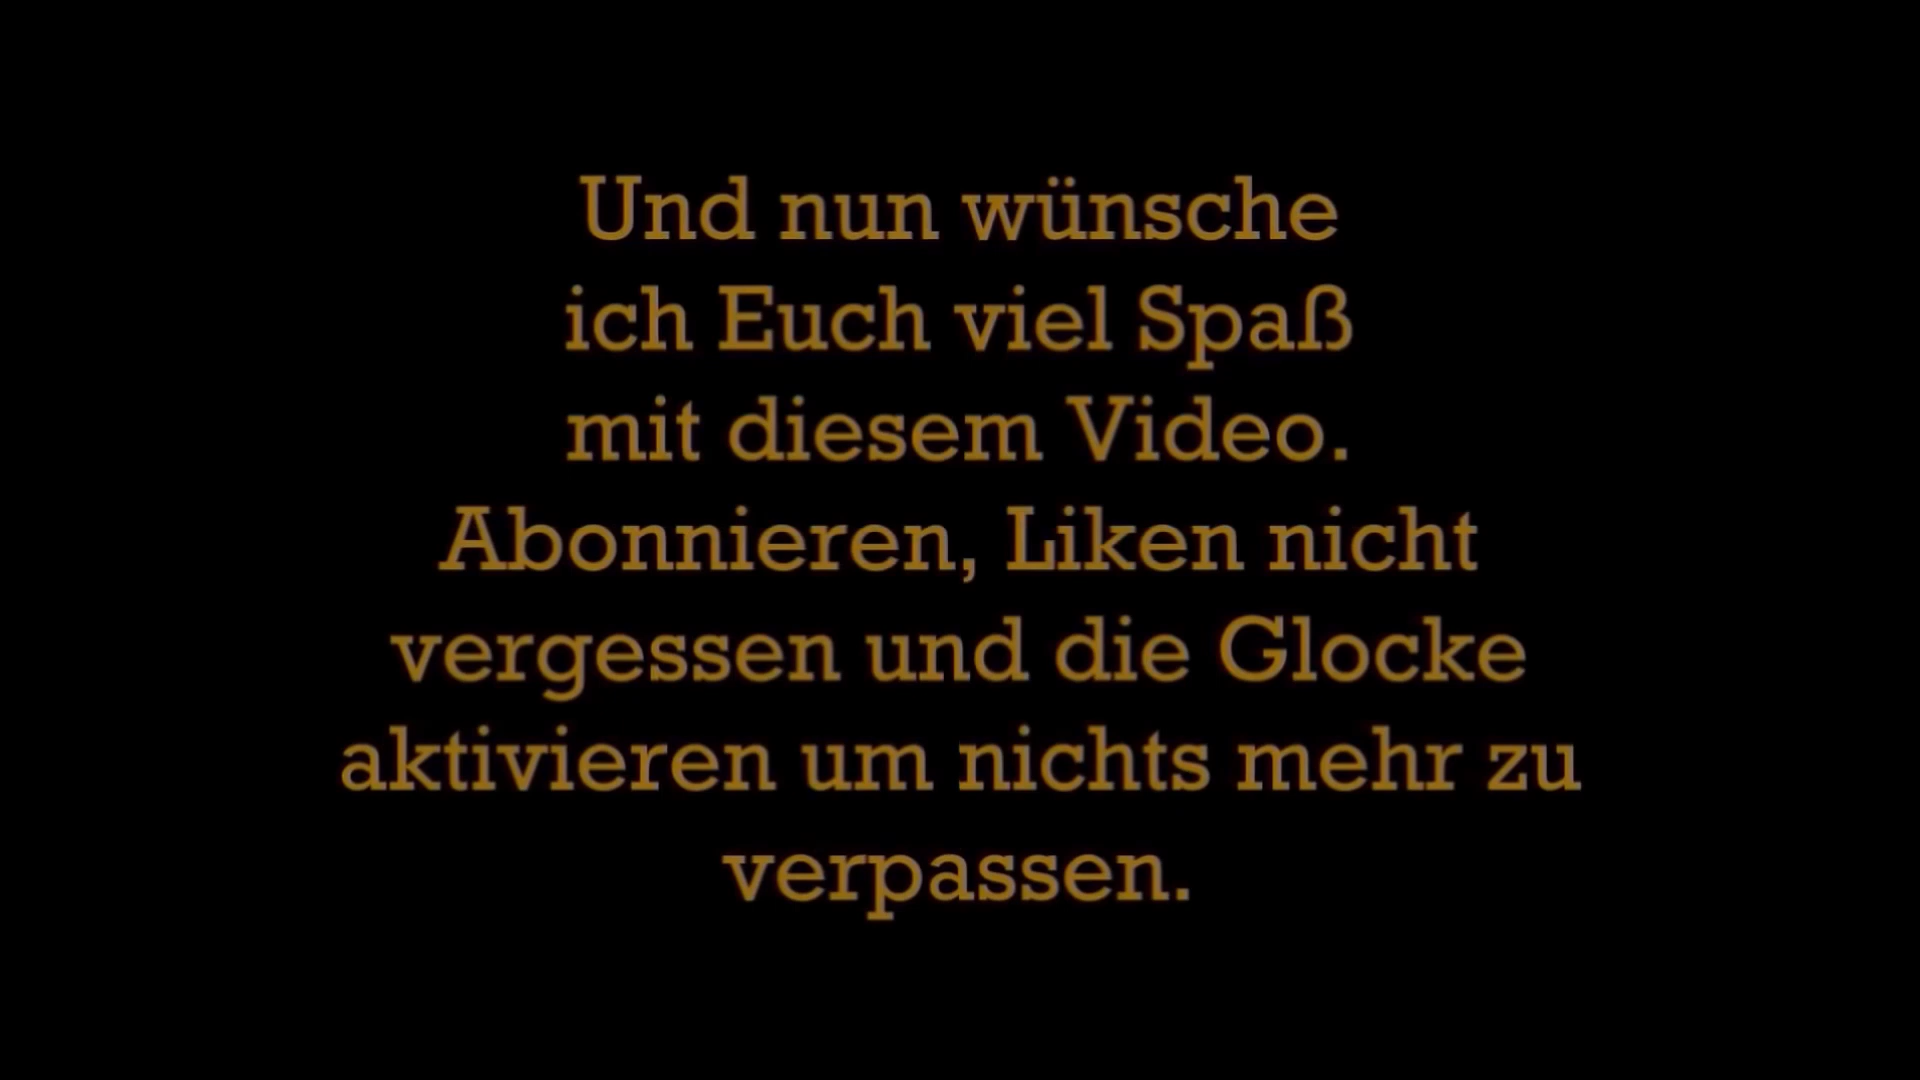 Und nun wünsche
ich Euch viel Spaß
mit diesem Video.
Abonnieren, Liken nicht
vergessen und die Glocke
aktivieren um nichts mehr zu
verpassen.